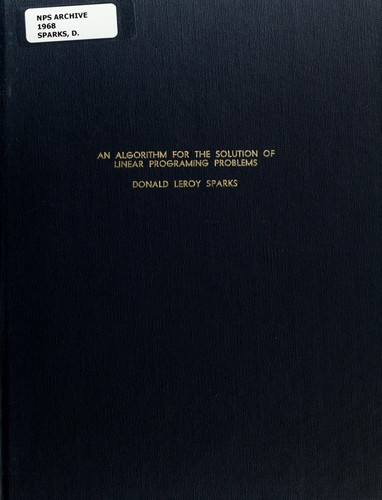 NPS ARCHIVE
1968
SPARKS, D.
AN ALGORITHM FOR THE SOLUTION OF
LINEAR PROGRAMING PROBLEMS
DONALD LEROY SPARKS